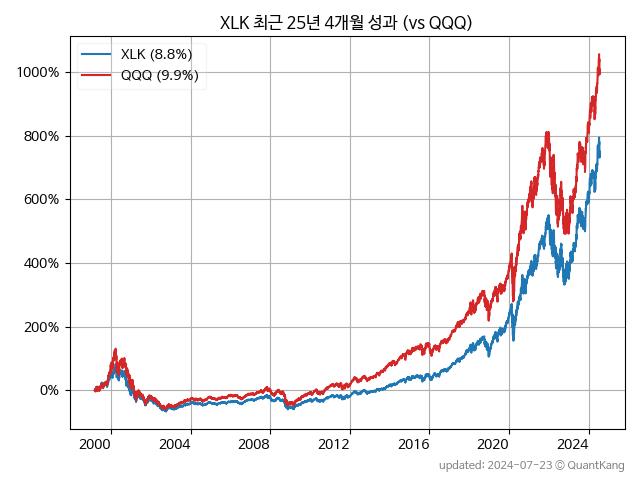 XLK 최근 25년 4개월 성과 (vs QQQ)
XLK (8.8%)
QQQ (9.9%)
1000%
800%
600%
400%
200%
0%
2000 2004 2008 2012 2016 2020 2024
updated: 2024-07-23 © QuantKang